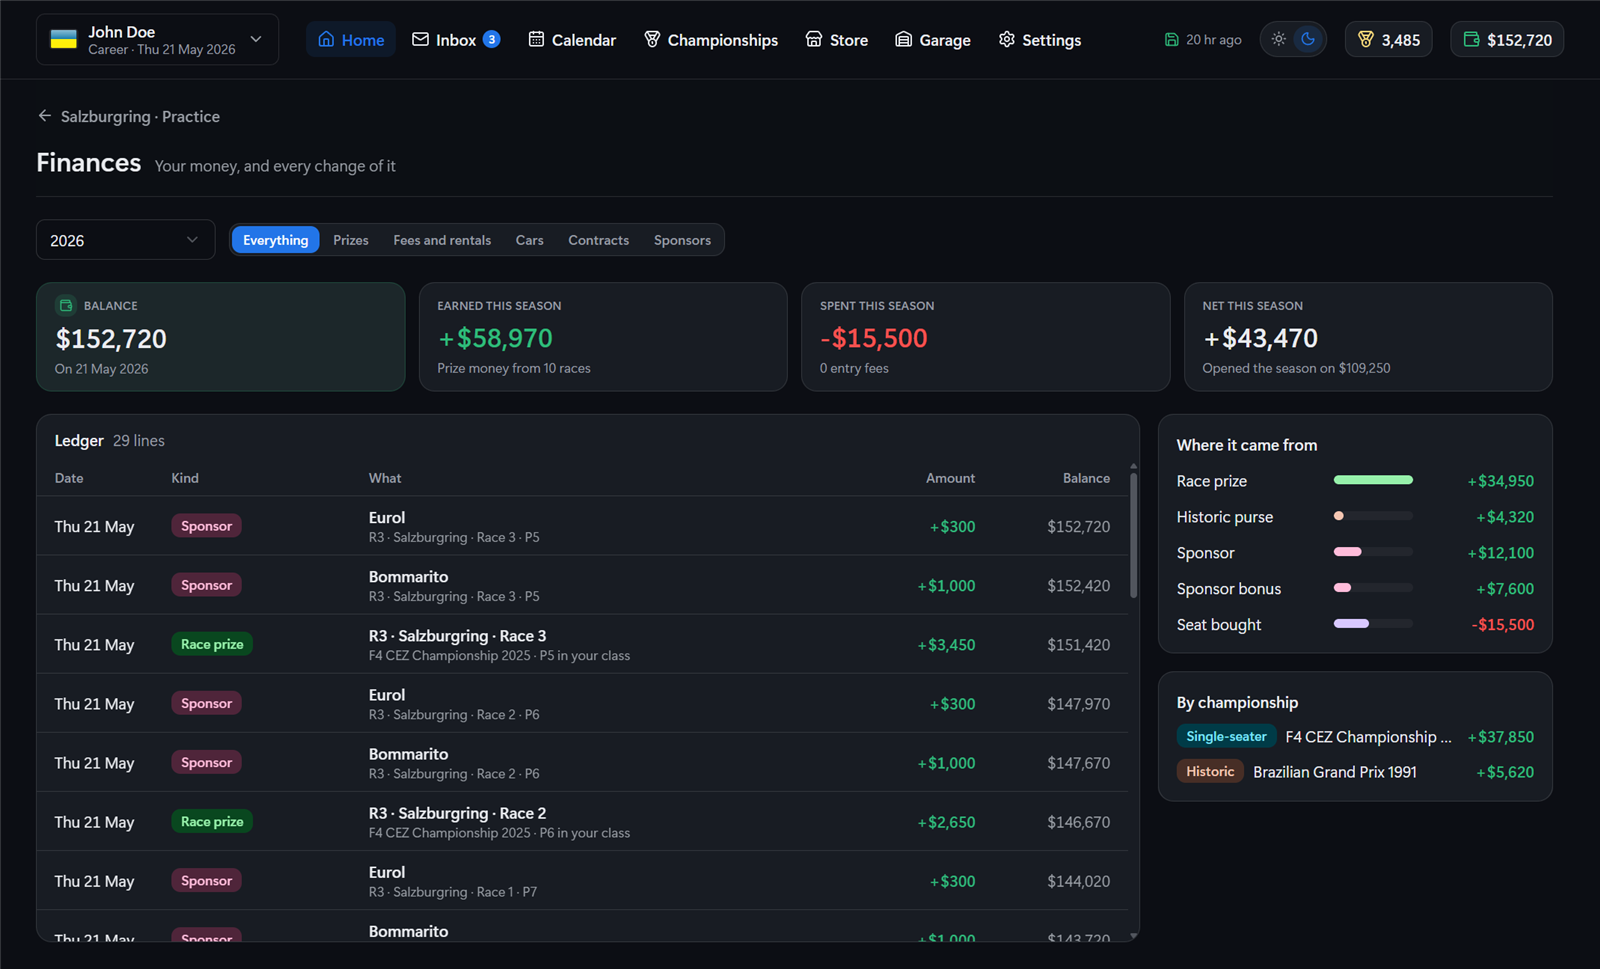 John Doe
Career · Thu 21 May 2026
Home
Inbox 3
Calendar
Championships
Store
Garage
Settings
20 hr ago
3,485
$152,720
Salzburgring · Practice
Finances Your money, and every change of it
2026
Everything Prizes Fees and rentals Cars Contracts Sponsors
BALANCE
$152,720
On 21 May 2026
EARNED THIS SEASON
+$58,970
Prize money from 10 races
SPENT THIS SEASON
-$15,500
0 entry fees
NET THIS SEASON
+$43,470
Opened the season on $109,250
Ledger 29 lines
Date Kind What Amount Balance
Thu 21 May Sponsor Eurol +$300 $152,720
R3 · Salzburgring · Race 3 · P5
Thu 21 May Sponsor Bommarito +$1,000 $152,420
R3 · Salzburgring · Race 3 · P5
Thu 21 May Race prize R3 · Salzburgring · Race 3 +$3,450 $151,420
F4 CEZ Championship 2025 · P5 in your class
Thu 21 May Sponsor Eurol +$300 $147,970
R3 · Salzburgring · Race 2 · P6
Thu 21 May Sponsor Bommarito +$1,000 $147,670
R3 · Salzburgring · Race 2 · P6
Thu 21 May Race prize R3 · Salzburgring · Race 2 +$2,650 $146,670
F4 CEZ Championship 2025 · P6 in your class
Thu 21 May Sponsor Eurol +$300 $144,020
R3 · Salzburgring · Race 1 · P7
Thu 21 May Sponsor Bommarito +$1,000 $143,720
Where it came from
Race prize +$34,950
Historic purse +$4,320
Sponsor +$12,100
Sponsor bonus +$7,600
Seat bought -$15,500
By championship
Single-seater F4 CEZ Championship ... +$37,850
Historic Brazilian Grand Prix 1991 +$5,620